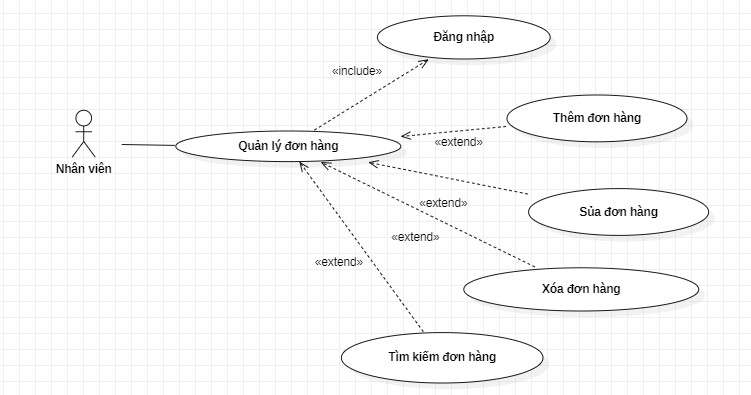 Đăng nhập
«include»
Thêm đơn hàng
«extend»
Quản lý đơn hàng
Nhân viên
«extend»
Sủa đơn hàng
«extend»
«extend»
Xóa đơn hàng
Tìm kiếm đơn hàng